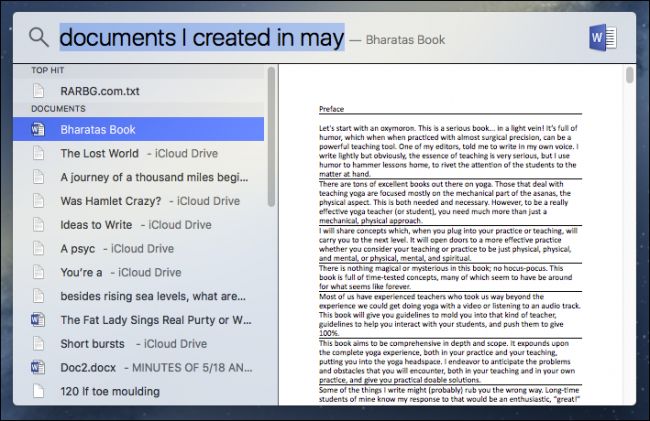 documents I created in may — Bharatas Book
TOP HIT
RARBG.com.txt
DOCUMENTS
Bharatas Book
The Lost World - iCloud Drive
A journey of a thousand miles begi...
Was Hamlet Crazy? - iCloud Drive
Ideas to Write - iCloud Drive
A psyc - iCloud Drive
You're a - iCloud Drive
besides rising sea levels, what are...
The Fat Lady Sings Real Purty or W...
Short bursts - iCloud Drive
Doc2.docx - MINUTES OF 5/18 AN...
120 lf toe moulding
Preface
Let's start with an oxymoron. This is a serious book... in a light vein! It's full of
humor, which when when practiced with almost surgical precision, can be a
powerful teaching tool. One of my editors, told me to write in my own voice. I
write lightly but obviously, the essence of teaching is very serious, but I use
humor to hammer lessons home, to rivet the attention of the students to the
matter at hand.
There are tons of excellent books out there on yoga. Those that deal with
teaching yoga are focused mostly on the mechanical part of the asanas, the
physical aspect. This is both needed and necessary. However, to be a really
effective yoga teacher (or student), you need much more than just a
mechanical, physical approach.
I will share concepts which, when you plug into your practice or teaching, will
carry you to the next level. It will open doors to a more effective practice
whether you consider your teaching or practice to be just physical, physical,
and mental, or physical, mental, and spiritual.
There is nothing magical or mysterious in this book; no hocus-pocus. This
book is full of time-tested concepts, many of which seem to have be around
for what seems like forever.
Most of us have experienced teachers who took us way beyond the
experience we could get doing yoga with a video or listening to an audio track.
This book will give you guidelines to mold you into that kind of teacher,
guidelines to help you interact with your students, and push them to give
100%.
This book aims to be comprehensive in depth and scope. It expounds upon
the complete yoga experience, both in your practice and your teaching,
putting you into the yoga headspace. I endeavor to anticipate the problems
and obstacles that you will encounter, both in your teaching and in your own
practice, and give you practical doable solutions.
Some of the things I write might (probably) rub you the wrong way. Long-time
students of mine know my response to that would be an enthusiastic, "great!"